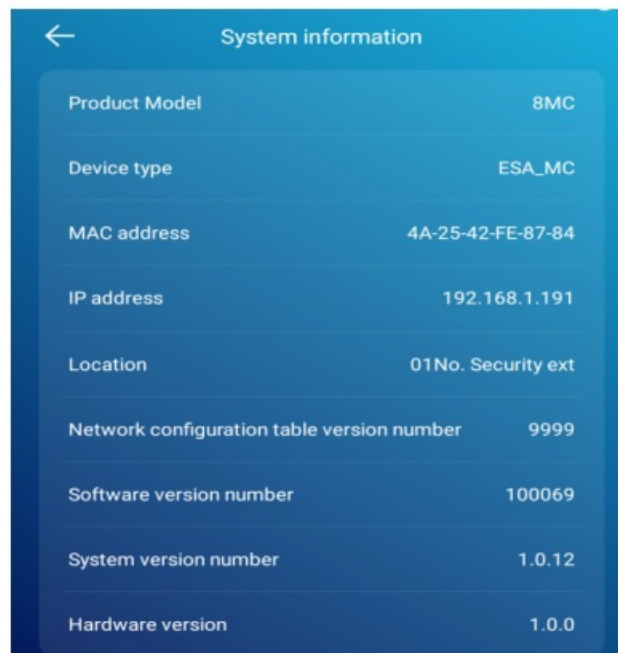 System information
Product Model 8MC
Device type ESA_MC
MAC address 4A-25-42-FE-87-84
IP address 192.168.1.191
Location 01No. Security ext
Network configuration table version number 9999
Software version number 100069
System version number 1.0.12
Hardware version 1.0.0